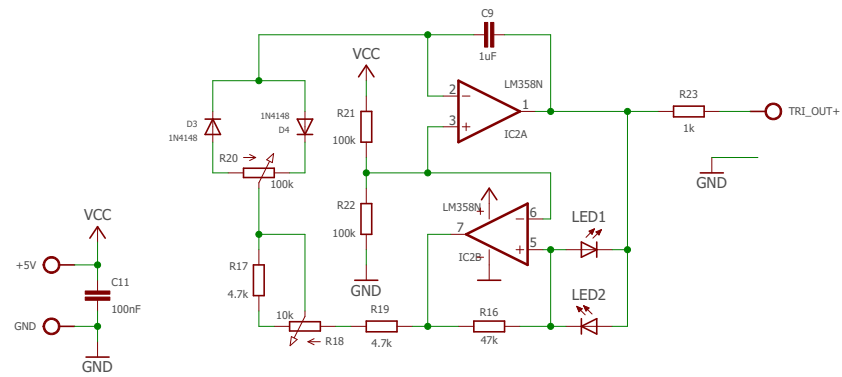 C9
1uF
VCC
LM358N
2
3
1
IC2A
R23
1k
TRI_OUT+
GND
D3
1N4148
1N4148
D4
R21
100k
R20
100k
R22
100k
LM358N
7
6
5
IC2B
LED1
LED2
GND
VCC
+5V
C11
100nF
GND
GND
R17
4.7k
10k
R18
R19
4.7k
R16
47k